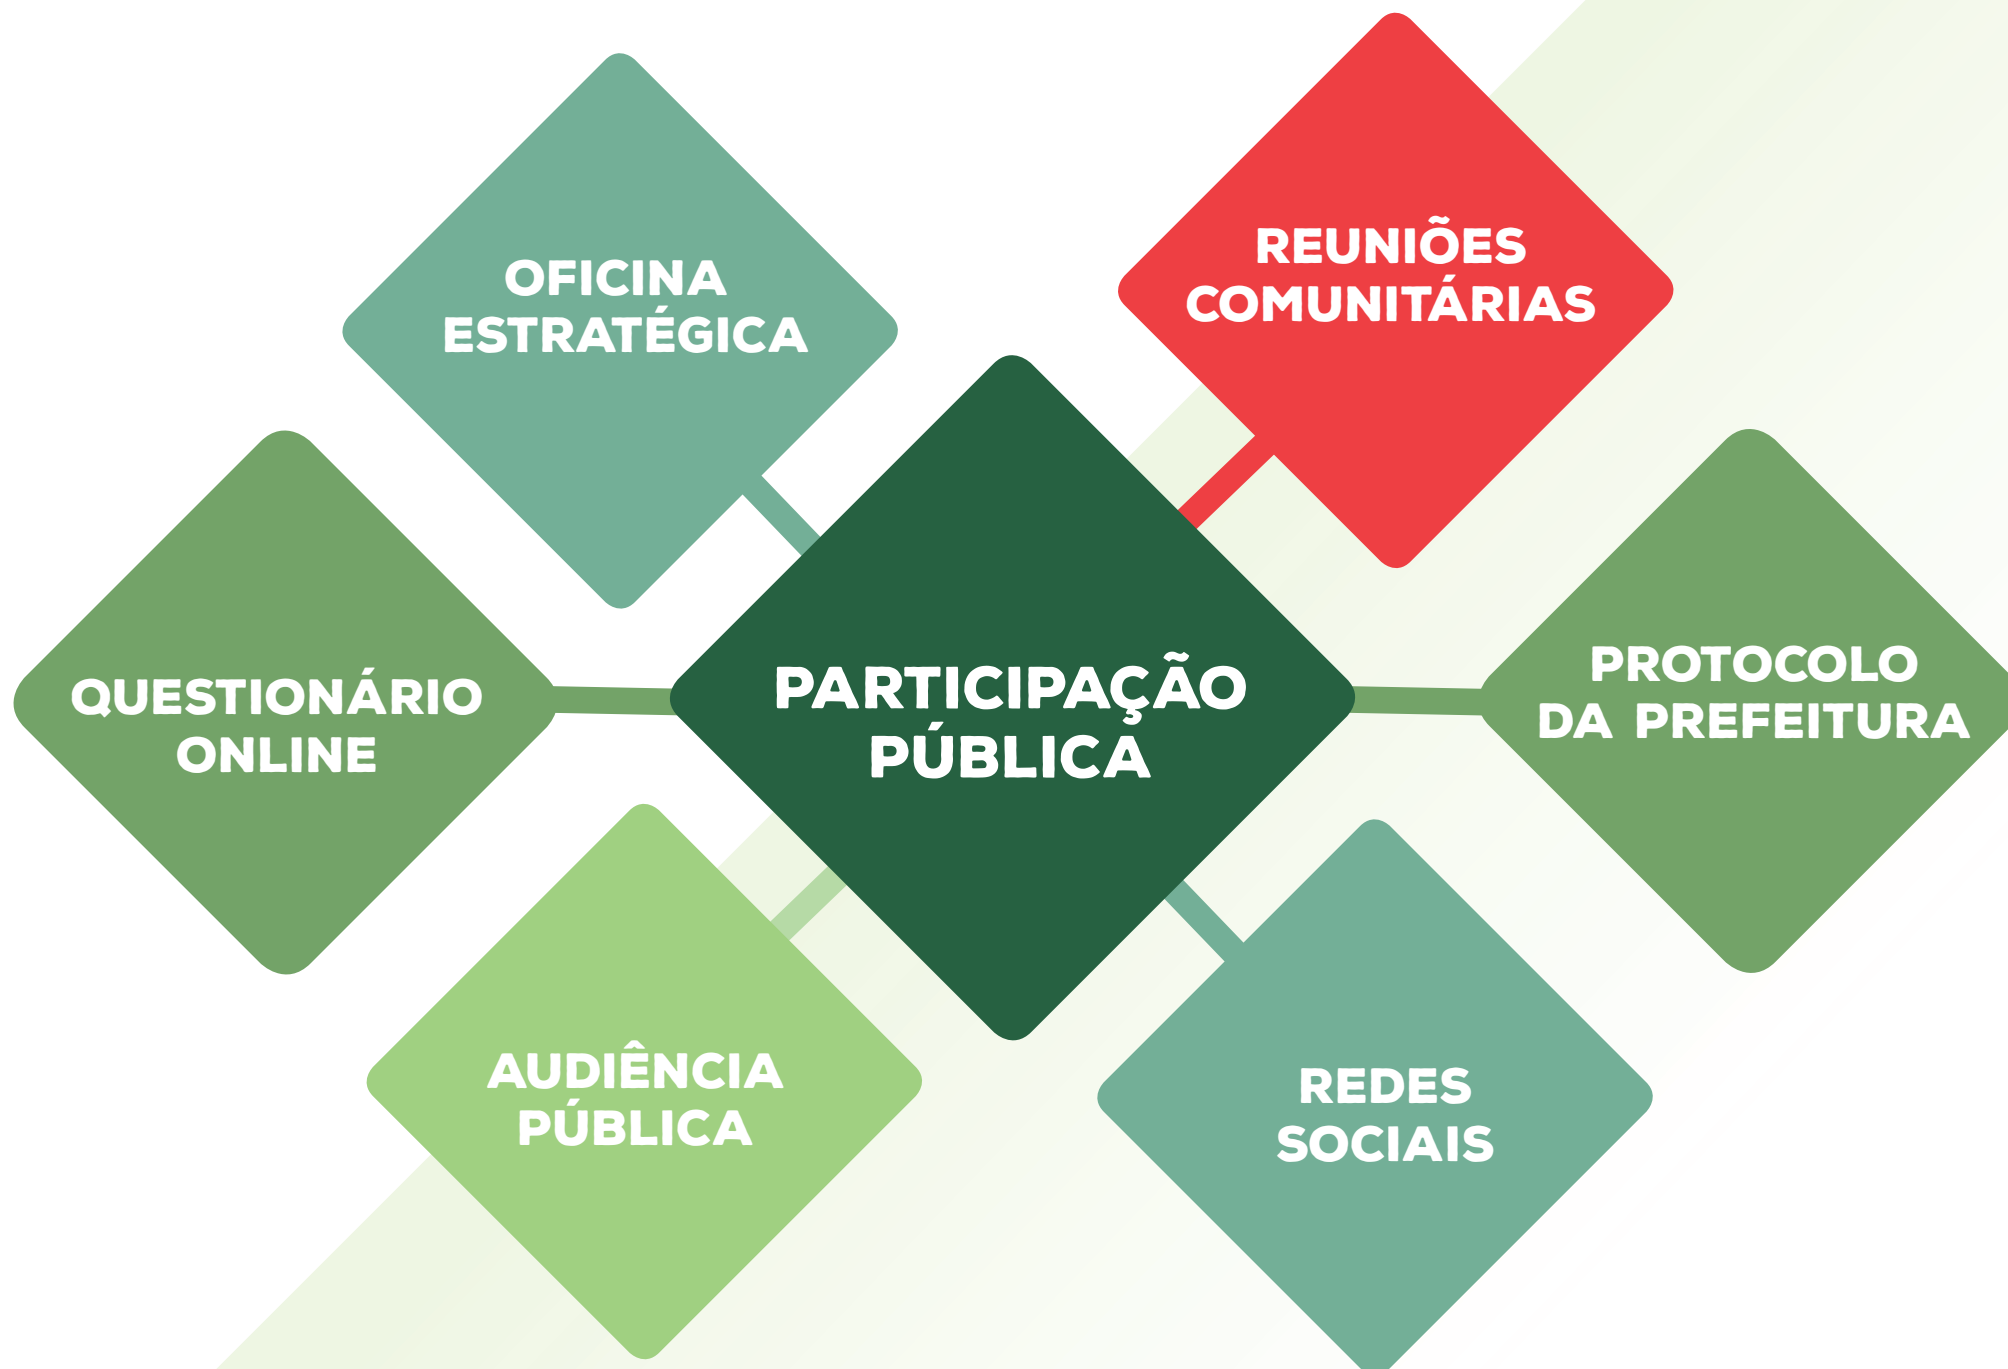 OFICINA
ESTRATÉGICA
REUNIÕES
COMUNITÁRIAS
QUESTIONÁRIO
ONLINE
PARTICIPAÇÃO
PÚBLICA
PROTOCOLO
DA PREFEITURA
AUDIÊNCIA
PÚBLICA
REDES
SOCIAIS